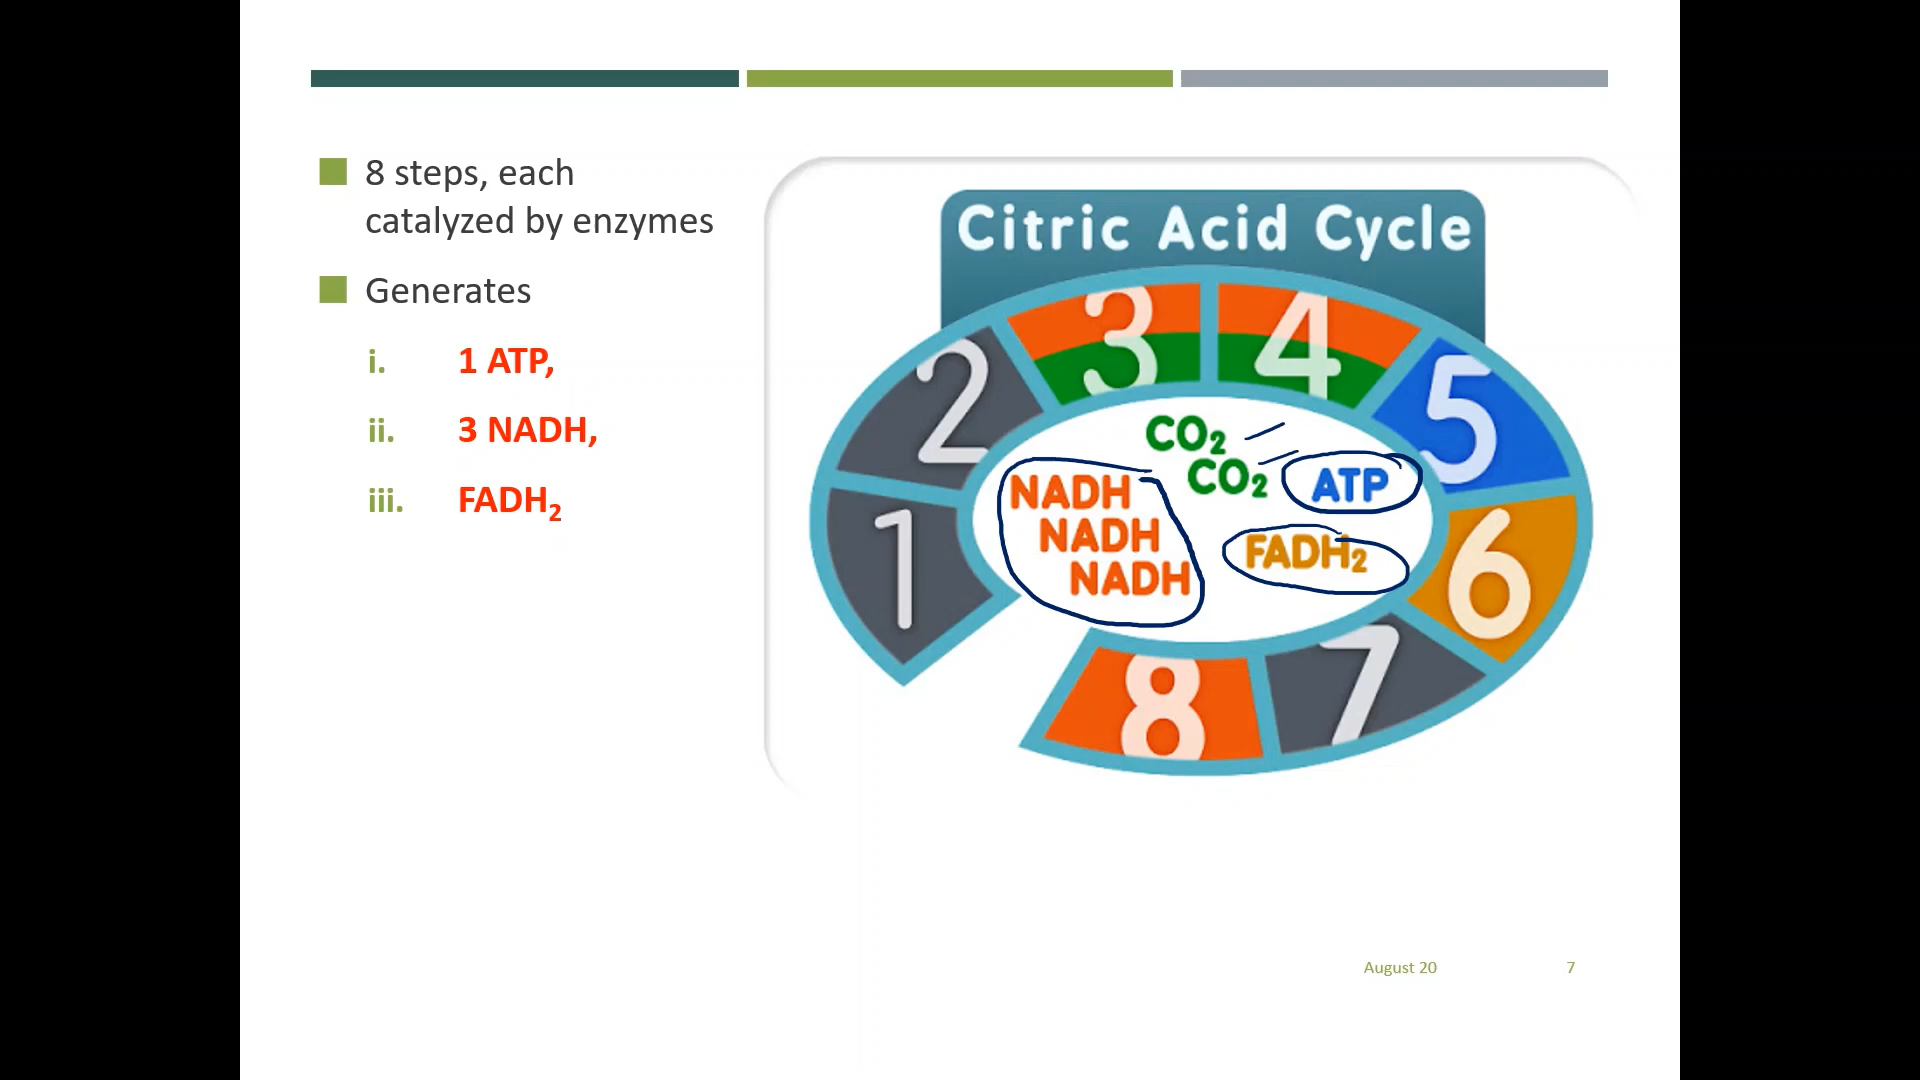 8 steps, each
catalyzed by enzymes
Generates
i. 1 ATP,
ii. 3 NADH,
iii. FADH₂
Citric Acid Cycle
1
2
3
4
5
6
7
8
CO₂
CO₂
ATP
NADH
NADH
NADH
FADH₂
August 20
7